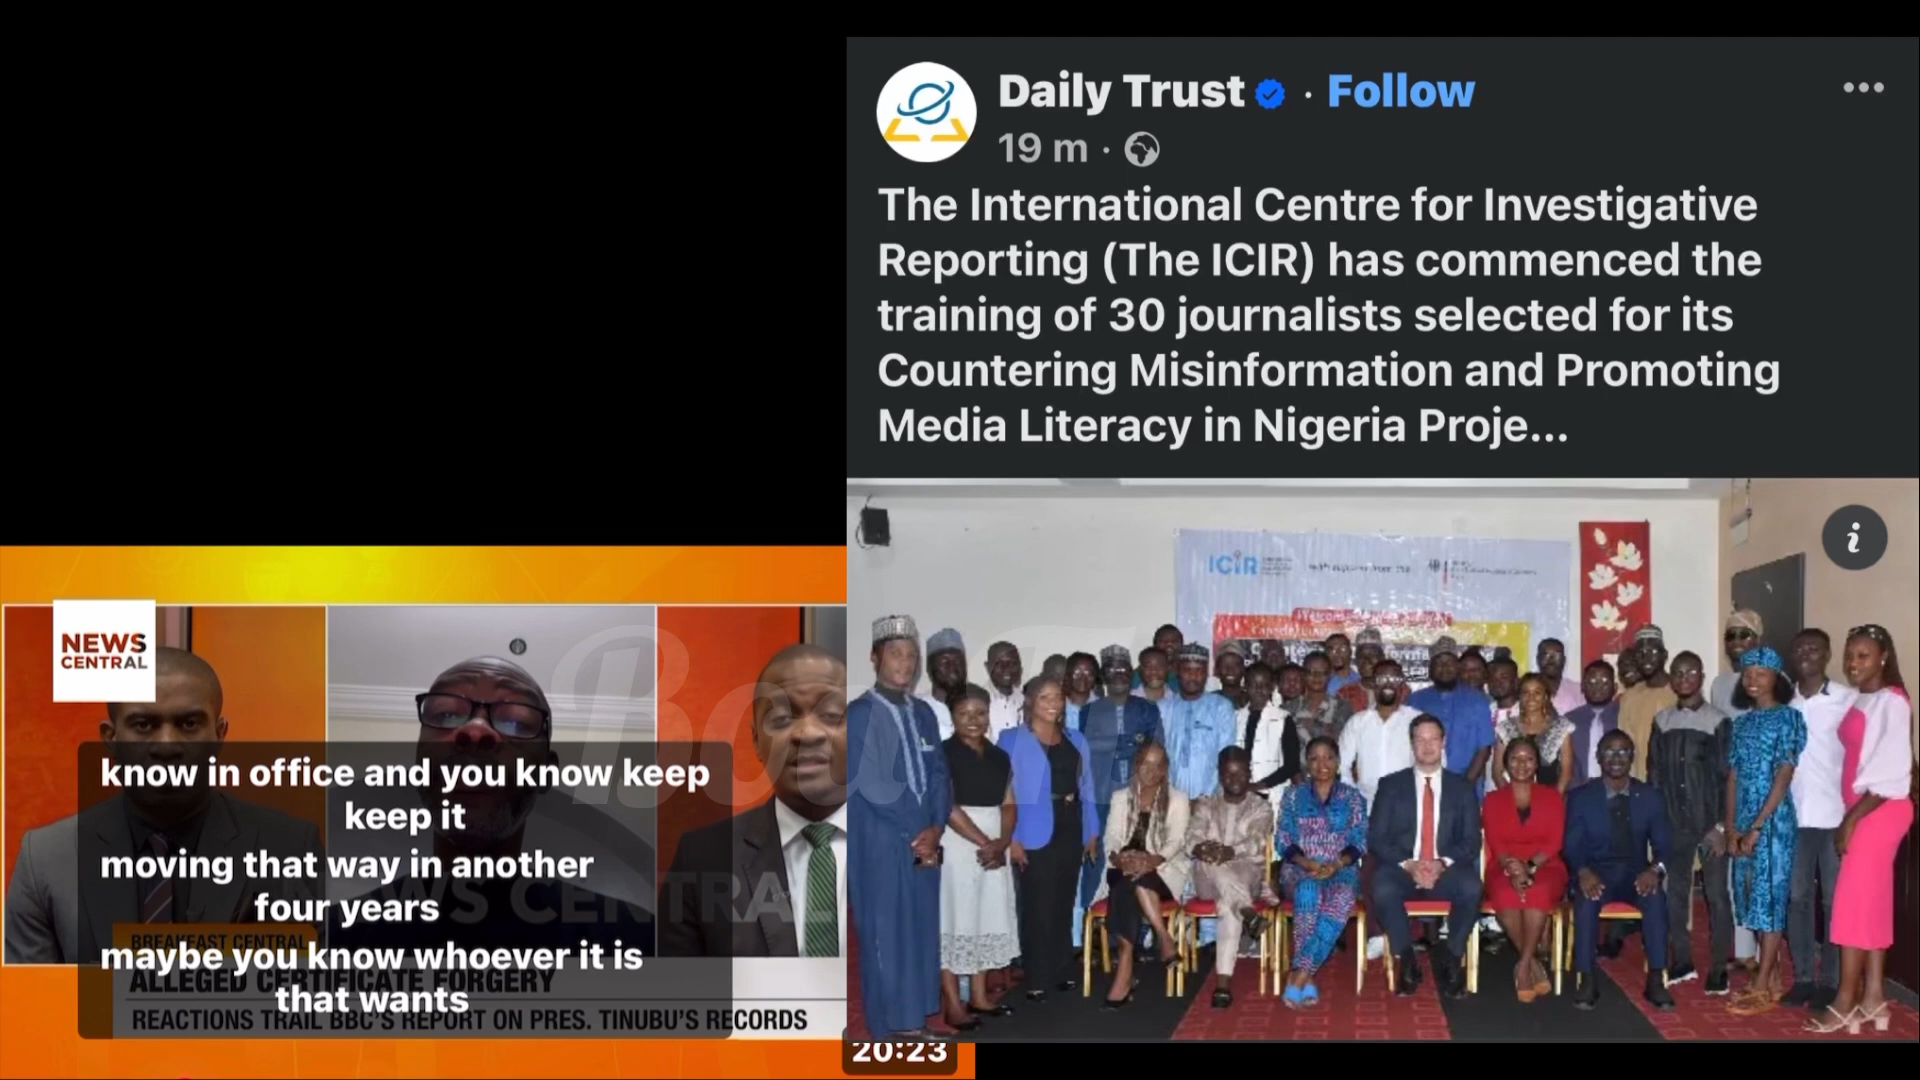 Daily Trust · Follow
19 m ·
The International Centre for Investigative
Reporting (The ICIR) has commenced the
training of 30 journalists selected for its
Countering Misinformation and Promoting
Media Literacy in Nigeria Proje...
ICIR
NEWS
CENTRAL
know in office and you know keep
keep it
moving that way in another
four years
maybe you know whoever it is
that wants
NEWS CENTRAL
BREAKFAST CENTRAL
ALLEGED CERTIFICATE FORGERY
REACTIONS TRAIL BBC'S REPORT ON PRES. TINUBU'S RECORDS
20:23